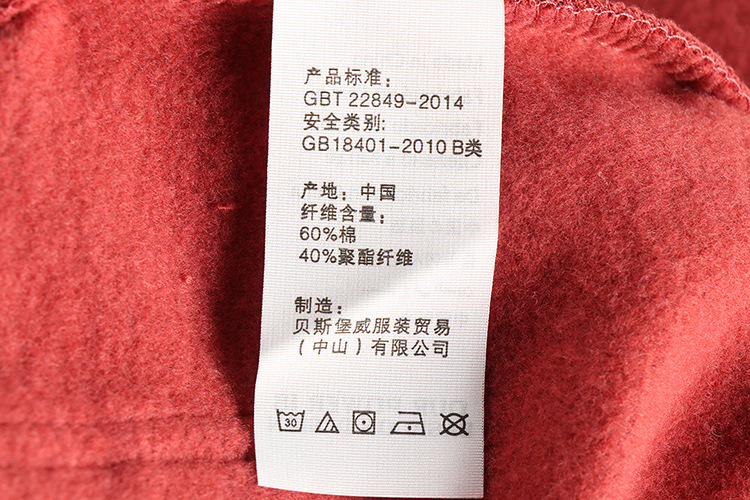 产品标准：
GBT 22849-2014
安全类别:
GB18401-2010 B类
产地：中国
纤维含量：
60%棉
40%聚酯纤维
制造：
贝斯堡威服装贸易
（中山）有限公司
30